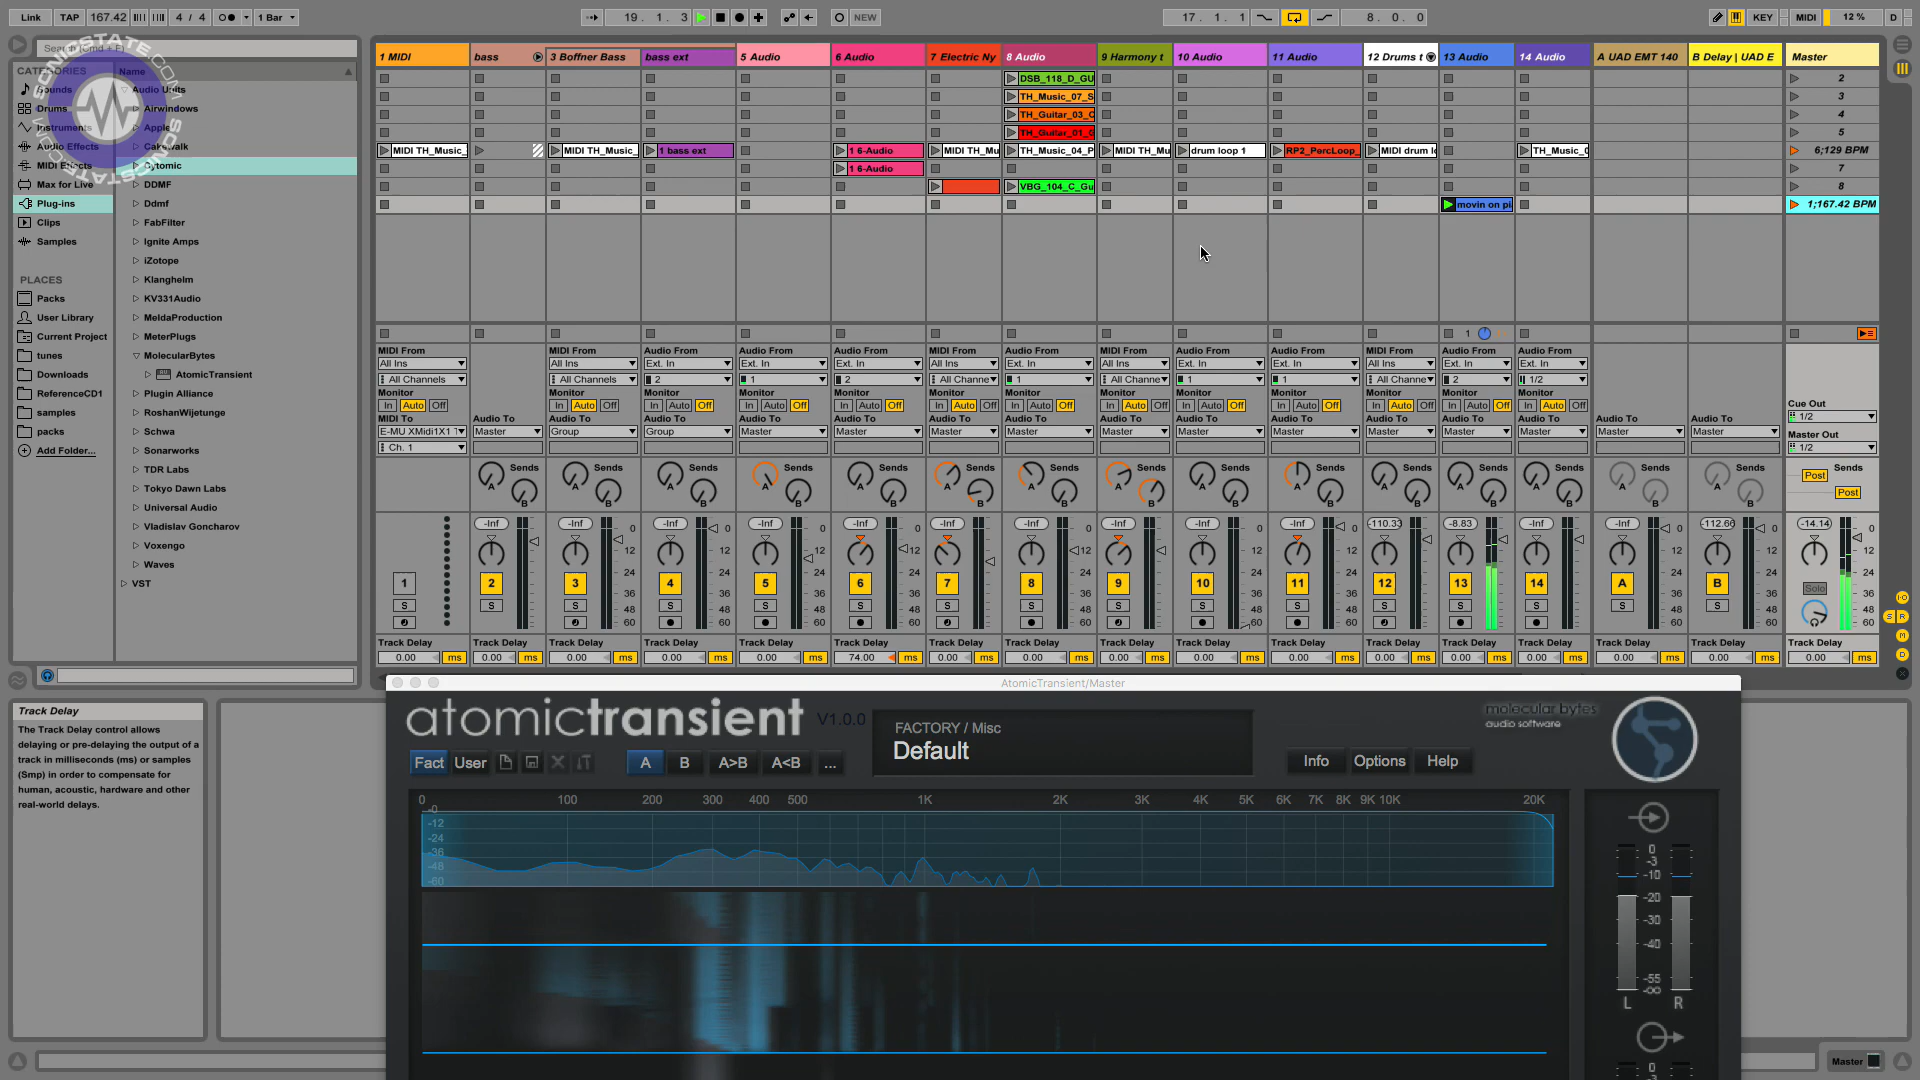 Link TAP 167.42 4 / 4 1 Bar 19. 1. 3 NEW 17. 1. 1 8. 0. 0 KEY MIDI 12 % D
Search (Cmd + F)
CATEGORIES
Sounds
Drums
Instruments
Audio Effects
MIDI Effects
Max for Live
Plug-ins
Clips
Samples
PLACES
Packs
User Library
Current Project
tunes
Downloads
ReferenceCD1
samples
packs
Add Folder...
Name
Audio Units
Airwindows
Apple
Cakewalk
Cytomic
DDMF
Ddmf
FabFilter
Ignite Amps
iZotope
Klanghelm
KV331Audio
MeldaProduction
MeterPlugs
MolecularBytes
AtomicTransient
Plugin Alliance
RoshanWijetunge
Schwa
Sonarworks
TDR Labs
Tokyo Dawn Labs
Universal Audio
Vladislav Goncharov
Voxengo
Waves
VST
1 MIDI bass 3 Boffner Bass bass ext 5 Audio 6 Audio 7 Electric Ny 8 Audio 9 Harmony t 10 Audio 11 Audio 12 Drums t 13 Audio 14 Audio A UAD EMT 140 B Delay | UAD E Master
DSB_118_D_GU 2
TH_Music_07_S 3
TH_Guitar_03_C 4
TH_Guitar_01_G 5
MIDI TH_Music_ MIDI TH_Music_ 1 bass ext 1 6-Audio MIDI TH_Mu TH_Music_04_P MIDI TH_Mu drum loop 1 RP2_PercLoop_ MIDI drum lo TH_Music_0 6;129 BPM
1 6-Audio 7
VBG_104_C_Gu 8
movin on pi 1;167.42 BPM
1
MIDI From MIDI From Audio From Audio From Audio From MIDI From Audio From MIDI From Audio From Audio From MIDI From Audio From Audio From
All Ins All Ins Ext. In Ext. In Ext. In All Ins Ext. In All Ins Ext. In Ext. In All Ins Ext. In Ext. In
All Channels All Channels 2 1 2 All Channe 1 All Channe 1 1 All Channe 2 1/2
Monitor Monitor Monitor Monitor Monitor Monitor Monitor Monitor Monitor Monitor Monitor Monitor Monitor
In Auto Off In Auto Off In Auto Off In Auto Off In Auto Off In Auto Off In Auto Off In Auto Off In Auto Off In Auto Off In Auto Off In Auto Off In Auto Off
Cue Out
1/2
MIDI To Audio To Audio To Audio To Audio To Audio To Audio To Audio To Audio To Audio To Audio To Audio To Audio To Audio To Audio To Audio To
E-MU XMidi1X1 T Master Group Group Master Master Master Master Master Master Master Master Master Master Master Master
Master Out
1/2
Ch. 1
Sends Sends Sends Sends Sends Sends Sends Sends Sends Sends Sends Sends Sends Sends Sends Sends
A B A B A B A B A B A B A B A B A B A B A B A B A B A B A B Post Post
-Inf -Inf -Inf -Inf -Inf -Inf -Inf -Inf -Inf -Inf -110.33 -8.83 -Inf -Inf -112.66 -14.14
0 12 24 36 48 60
1 2 3 4 5 6 7 8 9 10 11 12 13 14 A B Solo
S S S S S S S S S S S S S S S S
Track Delay Track Delay Track Delay Track Delay Track Delay Track Delay Track Delay Track Delay Track Delay Track Delay Track Delay Track Delay Track Delay Track Delay Track Delay Track Delay Track Delay
0.00 ms 0.00 ms 0.00 ms 0.00 ms 0.00 ms 74.00 ms 0.00 ms 0.00 ms 0.00 ms 0.00 ms 0.00 ms 0.00 ms 0.00 ms 0.00 ms 0.00 ms 0.00 ms 0.00 ms
Track Delay
The Track Delay control allows
delaying or pre-delaying the output of a
track in milliseconds (ms) or samples
(Smp) in order to compensate for
human, acoustic, hardware and other
real-world delays.
AtomicTransient/Master
atomictransient V1.0.0
FACTORY / Misc
Default
molecular bytes
audio software
Fact User A B A>B A<B ... Info Options Help
0 100 200 300 400 500 1K 2K 3K 4K 5K 6K 7K 8K 9K 10K 20K
-0
-12
-24
-36
-48
-60
0
-3
-10
-20
-30
-40
-55
-oo
L R
0
Master
SONICSTATE.COM